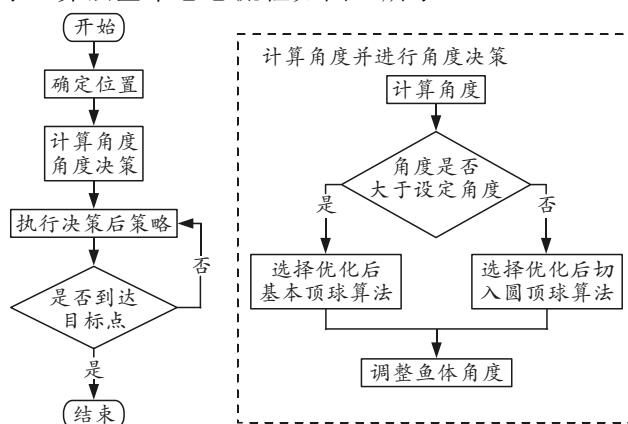 开始
确定位置
计算角度
角度决策
执行决策后策略
否
是否到达
目标点
是
结束
计算角度并进行角度决策
计算角度
角度是否
大于设定角度
是
否
选择优化后
基本顶球算法
选择优化后切
入圆顶球算法
调整鱼体角度